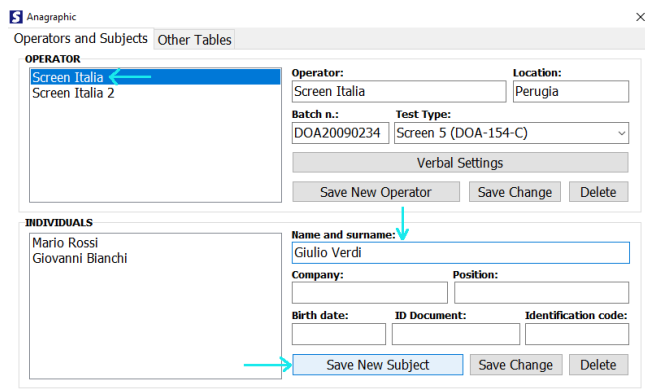 Anagraphic
Operators and Subjects Other Tables
OPERATOR
Screen Italia
Screen Italia 2
Operator: Location:
Screen Italia Perugia
Batch n.: Test Type:
DOA20090234 Screen 5 (DOA-154-C)
Verbal Settings
Save New Operator Save Change Delete
INDIVIDUALS
Mario Rossi
Giovanni Bianchi
Name and surname:
Giulio Verdi
Company: Position:
Birth date: ID Document: Identification code:
Save New Subject Save Change Delete